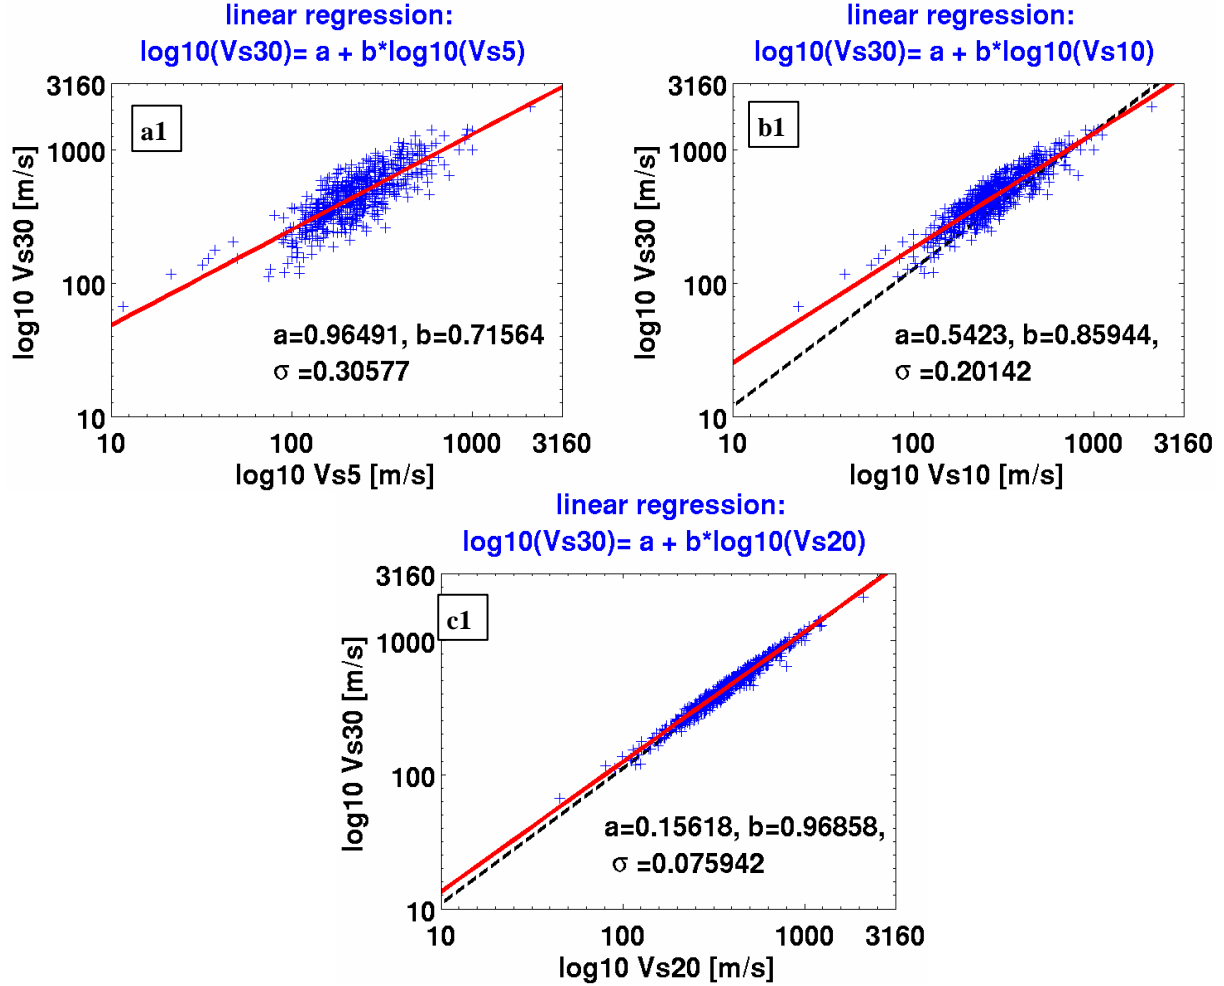 linear regression:
log10(Vs30)= a + b*log10(Vs5)
3160
1000
100
10
log10 Vs30 [m/s]
a1
a=0.96491, b=0.71564
σ =0.30577
10
100
1000
3160
log10 Vs5 [m/s]
linear regression:
log10(Vs30)= a + b*log10(Vs10)
3160
1000
100
10
log10 Vs30 [m/s]
b1
a=0.5423, b=0.85944,
σ =0.20142
10
100
1000
3160
log10 Vs10 [m/s]
linear regression:
log10(Vs30)= a + b*log10(Vs20)
3160
1000
100
10
log10 Vs30 [m/s]
c1
a=0.15618, b=0.96858,
σ =0.075942
10
100
1000
3160
log10 Vs20 [m/s]